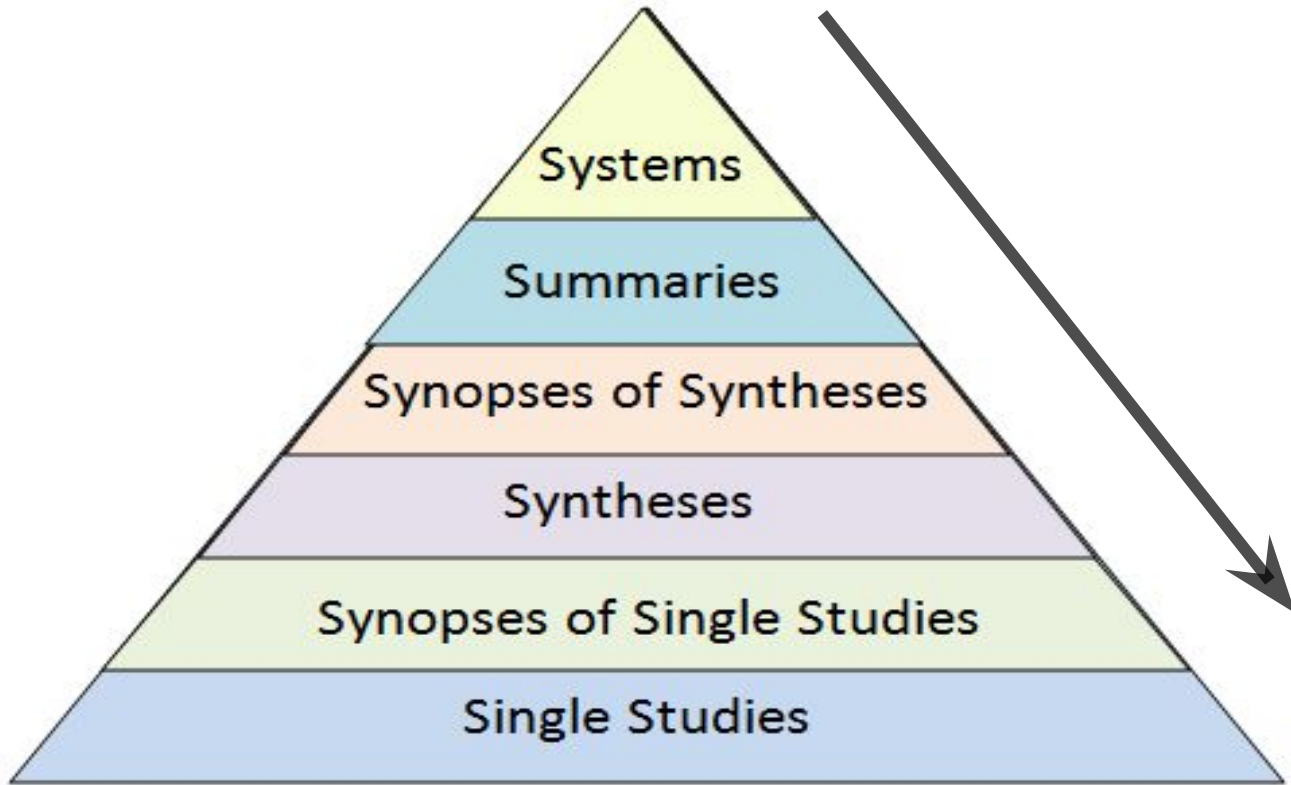 Systems
Summaries
Synopses of Syntheses
Syntheses
Synopses of Single Studies
Single Studies